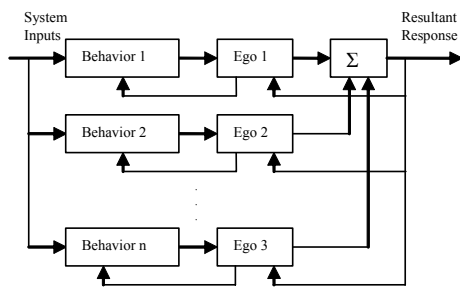 System
Inputs
Resultant
Response
Behavior 1
Ego 1
Σ
Behavior 2
Ego 2
.
.
.
Behavior n
Ego 3